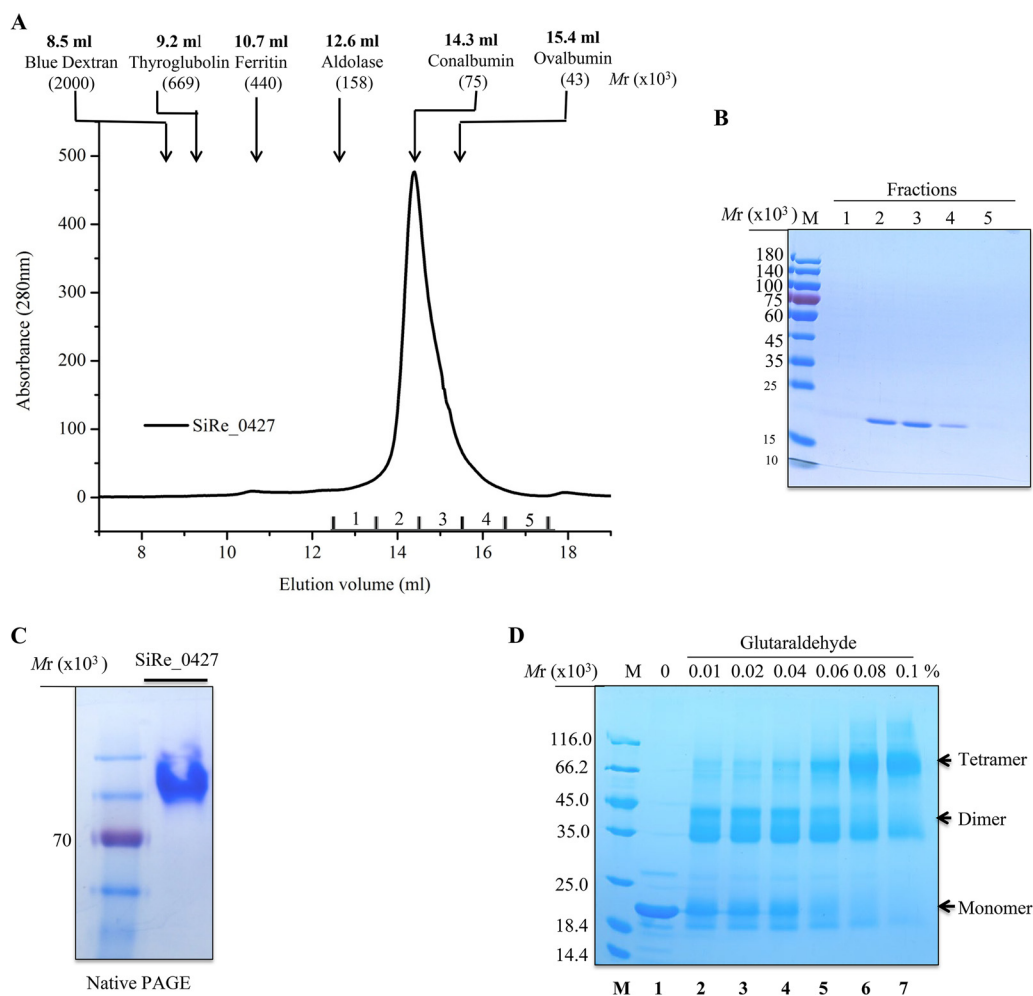 A
8.5 ml 9.2 ml 10.7 ml 12.6 ml 14.3 ml 15.4 ml
Blue Dextran Thyroglubolin Ferritin Aldolase Conalbumin Ovalbumin
(2000) (669) (440) (158) (75) (43) Mr (x10³)
500
400
300
200
100
0
Absorbance (280nm)
SiRe_0427
1 2 3 4 5
8 10 12 14 16 18
Elution volume (ml)
B
Fractions
Mr (x10³) M 1 2 3 4 5
180
140
100
75
60
45
35
25
15
10
C
Mr (x10³) SiRe_0427
70
Native PAGE
D
Glutaraldehyde
Mr (x10³) M 0 0.01 0.02 0.04 0.06 0.08 0.1 %
116.0
66.2
45.0
35.0
25.0
18.4
14.4
Tetramer
Dimer
Monomer
M 1 2 3 4 5 6 7